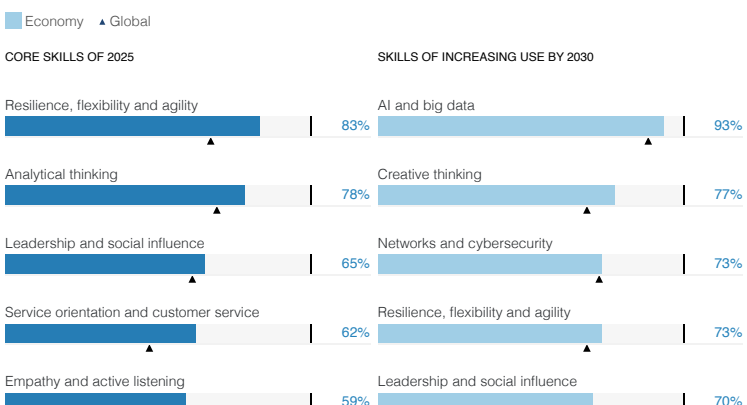 Economy ▲ Global
CORE SKILLS OF 2025
Resilience, flexibility and agility
83%
Analytical thinking
78%
Leadership and social influence
65%
Service orientation and customer service
62%
Empathy and active listening
59%
SKILLS OF INCREASING USE BY 2030
AI and big data
93%
Creative thinking
77%
Networks and cybersecurity
73%
Resilience, flexibility and agility
73%
Leadership and social influence
70%